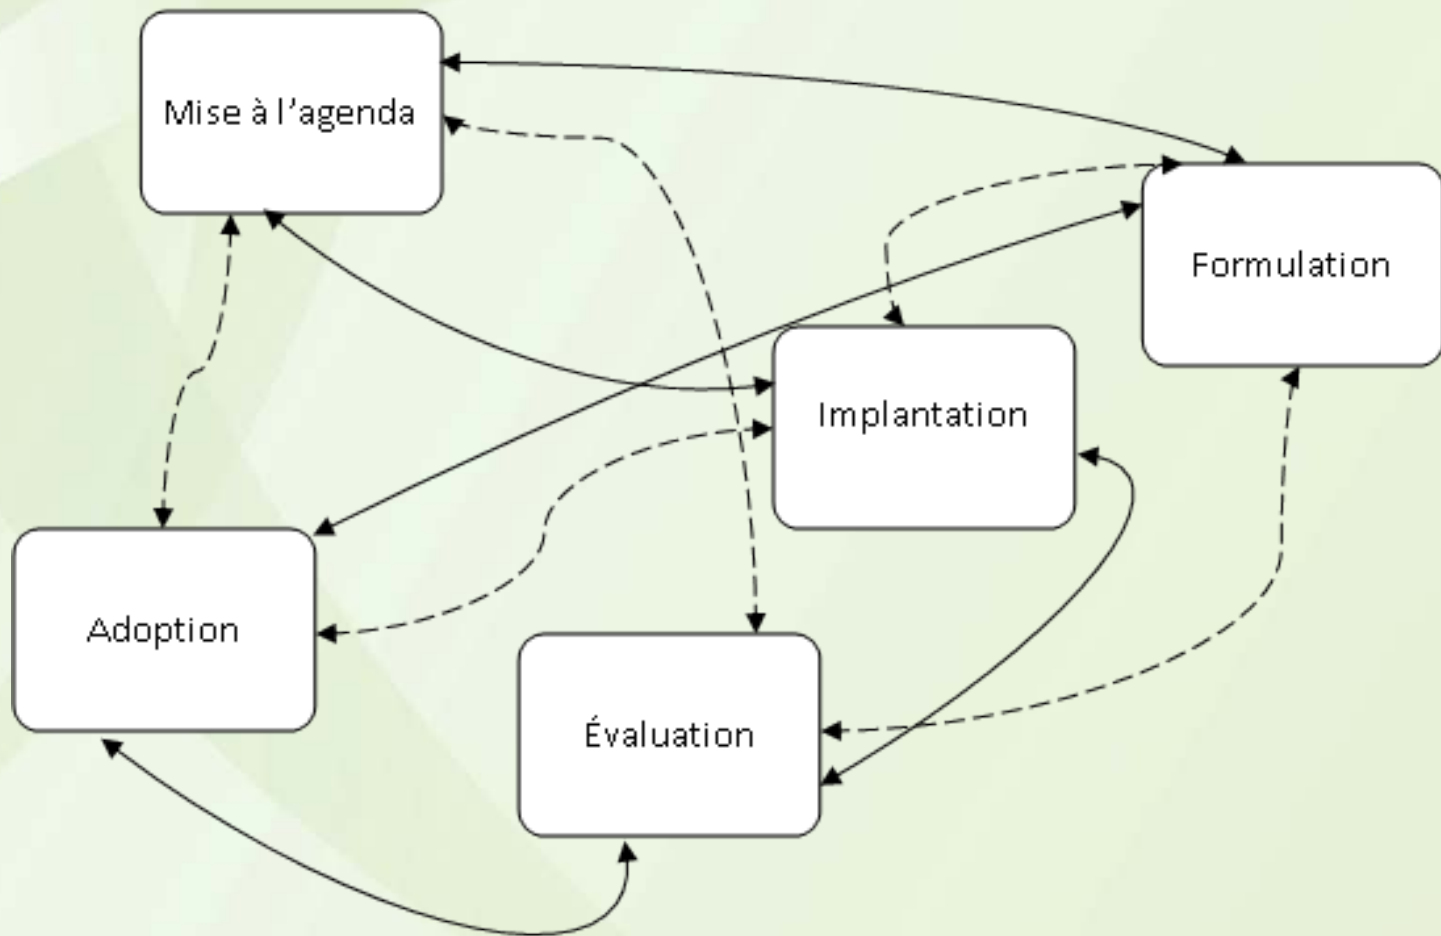 Mise à l'agenda
Formulation
Implantation
Adoption
Évaluation